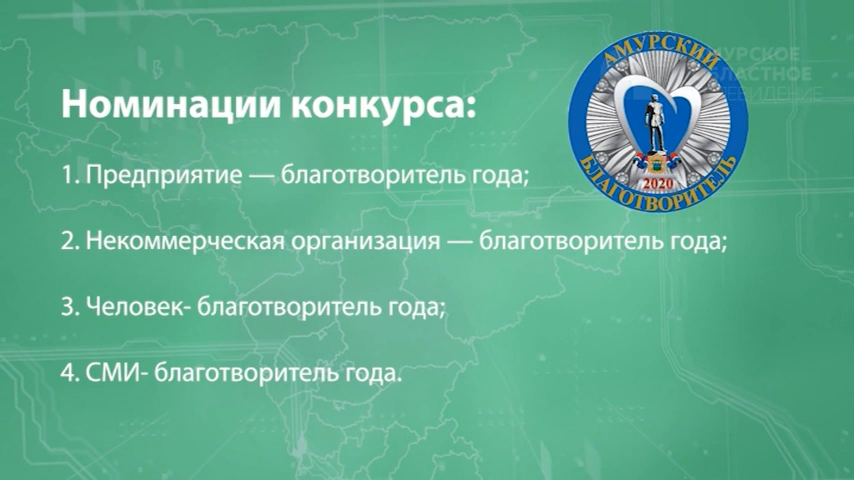 Номинации конкурса:
1. Предприятие — благотворитель года;
2. Некоммерческая организация — благотворитель года;
3. Человек- благотворитель года;
4. СМИ- благотворитель года.
АМУРСКИЙ
2020
БЛАГОТВОРИТЕЛЬ